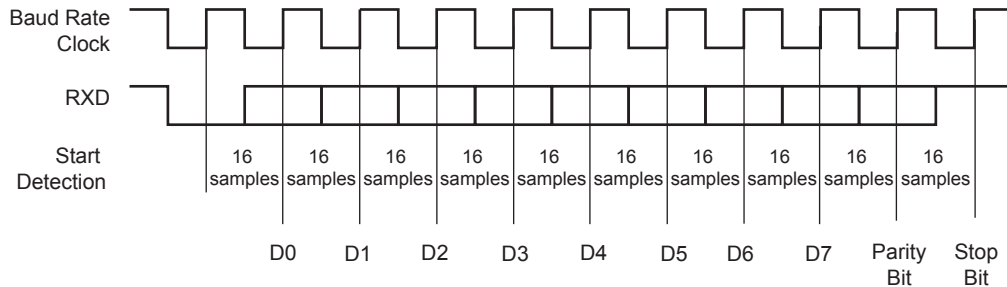 Baud Rate
Clock
RXD
Start
Detection
16 16 16 16 16 16 16 16 16 16
samples samples samples samples samples samples samples samples samples samples
D0 D1 D2 D3 D4 D5 D6 D7 Parity Stop
Bit Bit